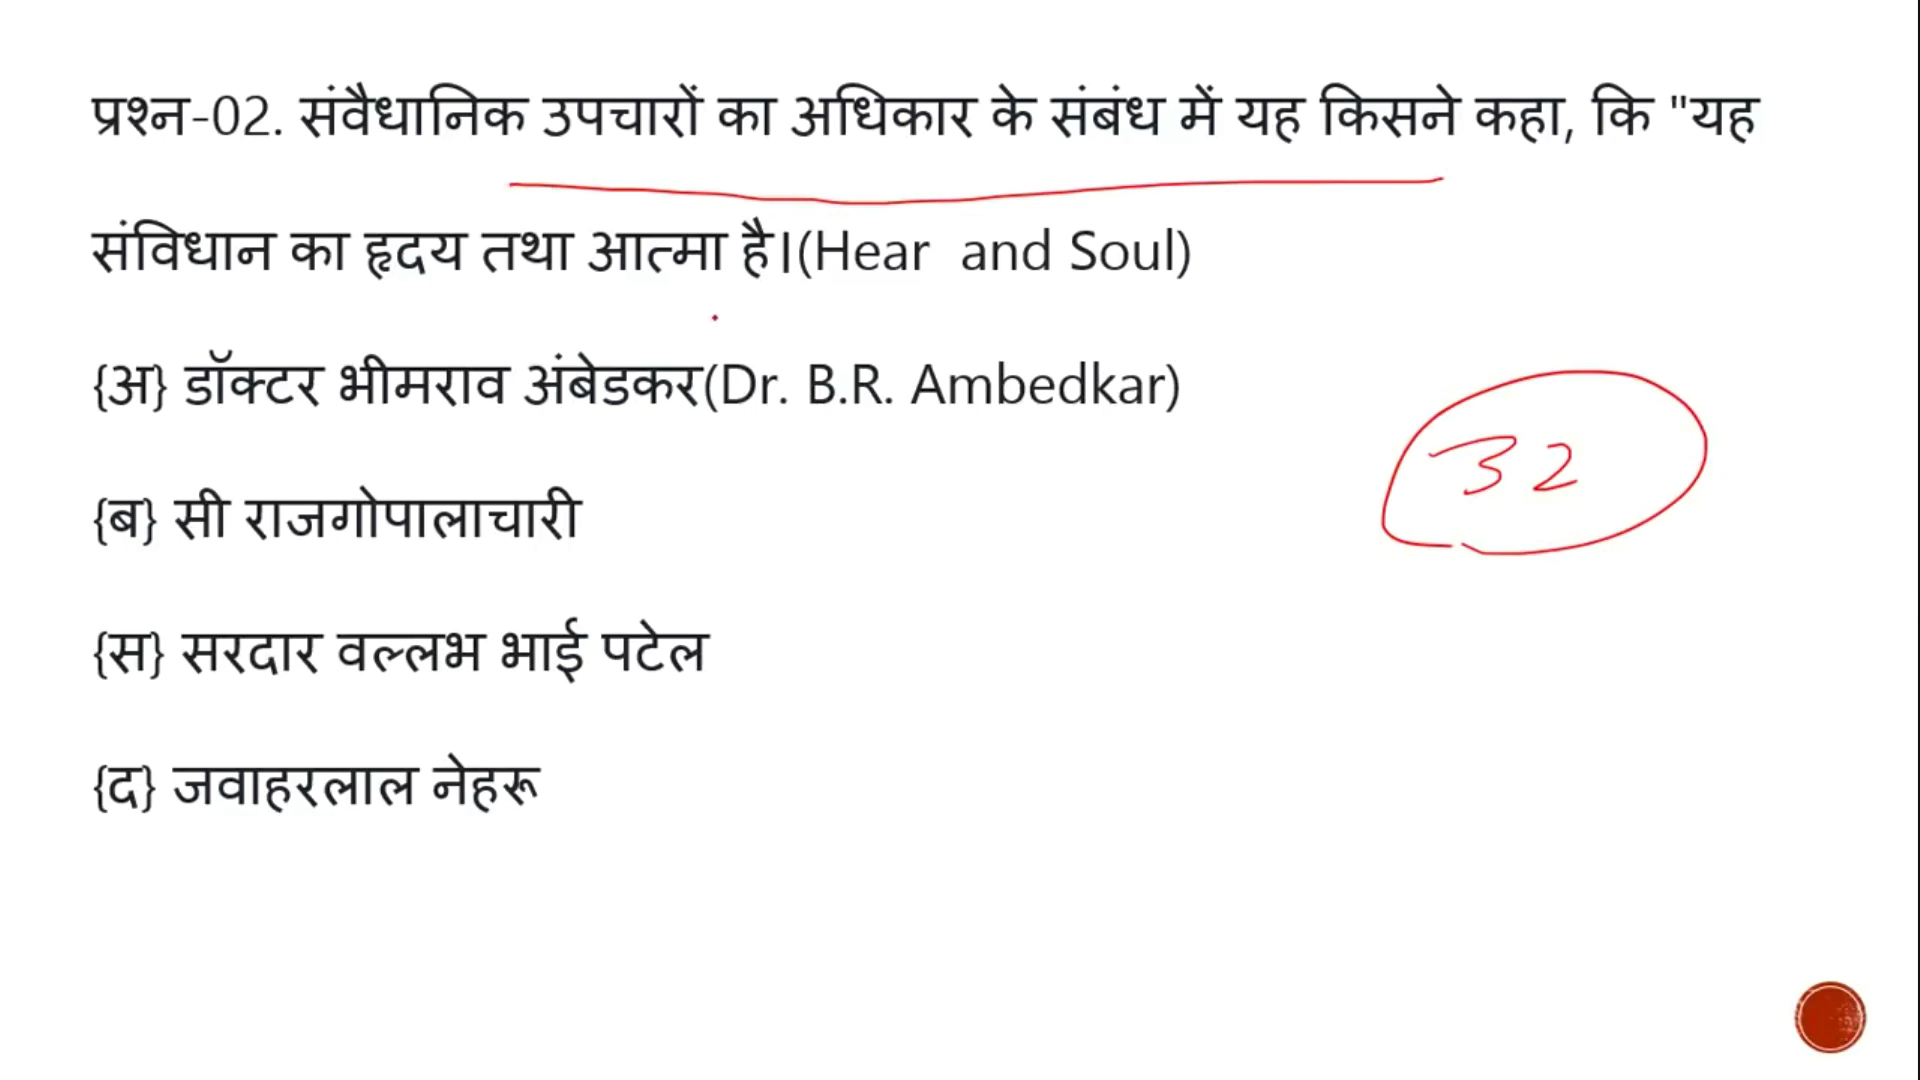 प्रश्न-02. संवैधानिक उपचारों का अधिकार के संबंध में यह किसने कहा, कि "यह
संविधान का हृदय तथा आत्मा है।(Hear  and Soul)
{अ} डॉक्टर भीमराव अंबेडकर(Dr. B.R. Ambedkar)
32
{ब} सी राजगोपालाचारी
{स} सरदार वल्लभ भाई पटेल
{द} जवाहरलाल नेहरू